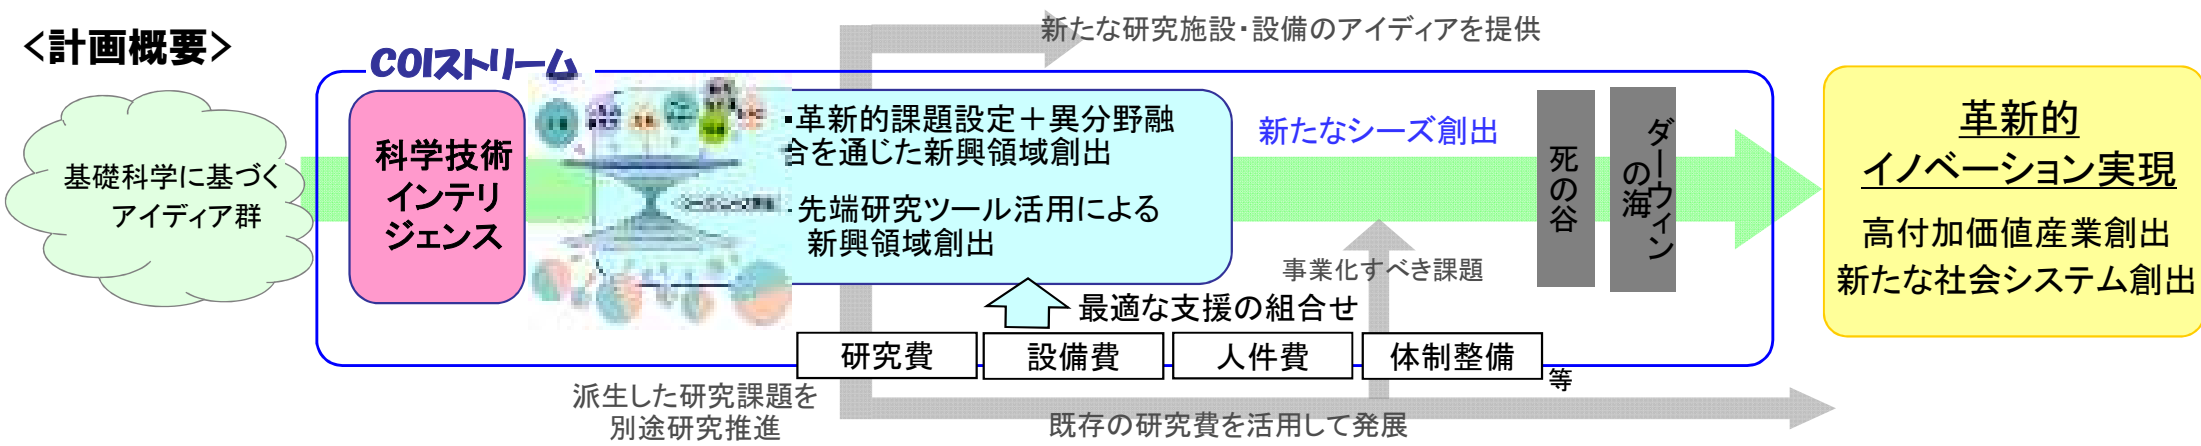 <計画概要>
新たな研究施設・設備のアイディアを提供
COIストリーム
基礎科学に基づく
アイディア群
科学技術
インテリ
ジェンス
・革新的課題設定+異分野融
合を通じた新興領域創出
・先端研究ツール活用による
新興領域創出
新たなシーズ創出
死の谷
ダーウィン
の海
革新的
イノベーション実現
高付加価値産業創出
新たな社会システム創出
事業化すべき課題
最適な支援の組合せ
研究費
設備費
人件費
体制整備
等
派生した研究課題を
別途研究推進
既存の研究費を活用して発展